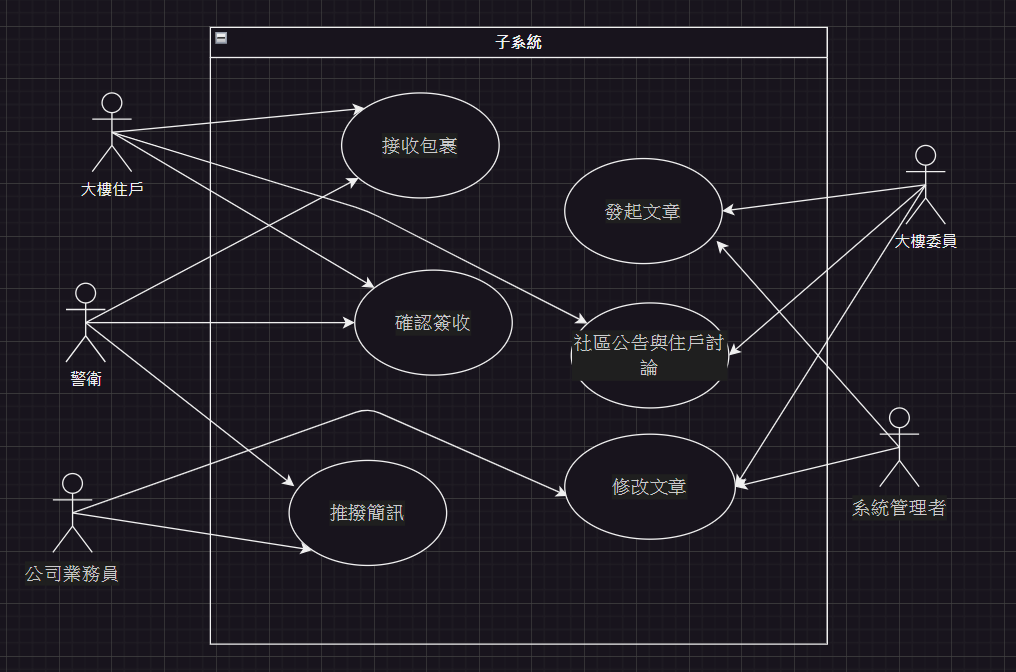 子系統
大樓住戶
接收包裹
發起文章
大樓委員
警衛
確認簽收
社區公告與住戶討
論
公司業務員
推撥簡訊
修改文章
系統管理者